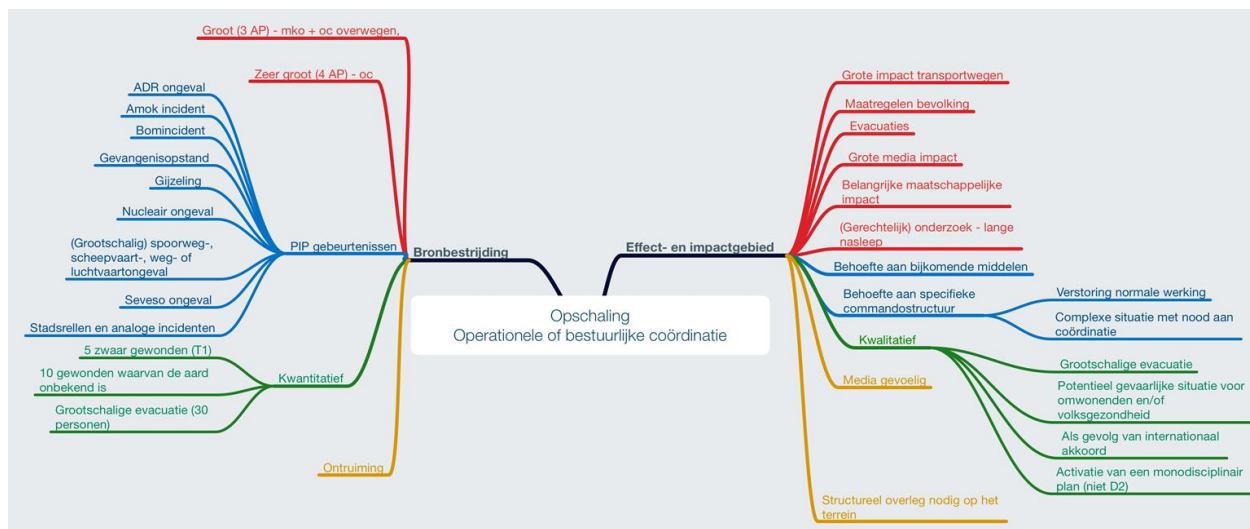 Groot (3 AP) - mko + oc overwegen,
Zeer groot (4 AP) - oc
ADR ongeval
Amok incident
Bomincident
Gevangenisopstand
Gijzeling
Nucleair ongeval
(Grootschalig) spoorweg-,
scheepvaart-, weg- of
luchtvaartongeval
Seveso ongeval
Stadsrellen en analoge incidenten
PIP gebeurtenissen
5 zwaar gewonden (T1)
10 gewonden waarvan de aard
onbekend is
Grootschalige evacuatie (30
personen)
Kwantitatief
Ontruiming
Bronbestrijding
Opschaling
Operationele of bestuurlijke coördinatie
Effect- en impactgebied
Grote impact transportwegen
Maatregelen bevolking
Evacuaties
Grote media impact
Belangrijke maatschappelijke
impact
(Gerechtelijk) onderzoek - lange
nasleep
Behoefte aan bijkomende middelen
Behoefte aan specifieke
commandostructuur
Verstoring normale werking
Complexe situatie met nood aan
coördinatie
Kwalitatief
Grootschalige evacuatie
Potentieel gevaarlijke situatie voor
omwonenden en/of
volksgezondheid
Als gevolg van internationaal
akkoord
Activatie van een monodisciplinair
plan (niet D2)
Media gevoelig
Structureel overleg nodig op het
terrein